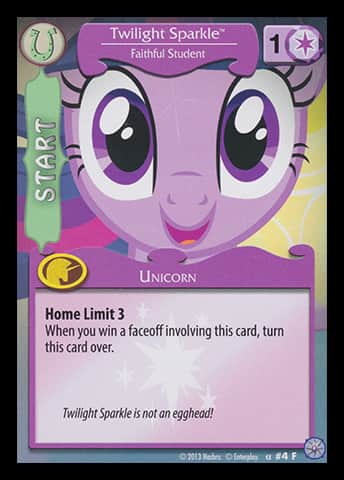 Twilight Sparkle™
Faithful Student
1
START
UNICORN
Home Limit 3
When you win a faceoff involving this card, turn
this card over.
Twilight Sparkle is not an egghead!
© 2013 Hasbro. © Enterplay. α #4 F